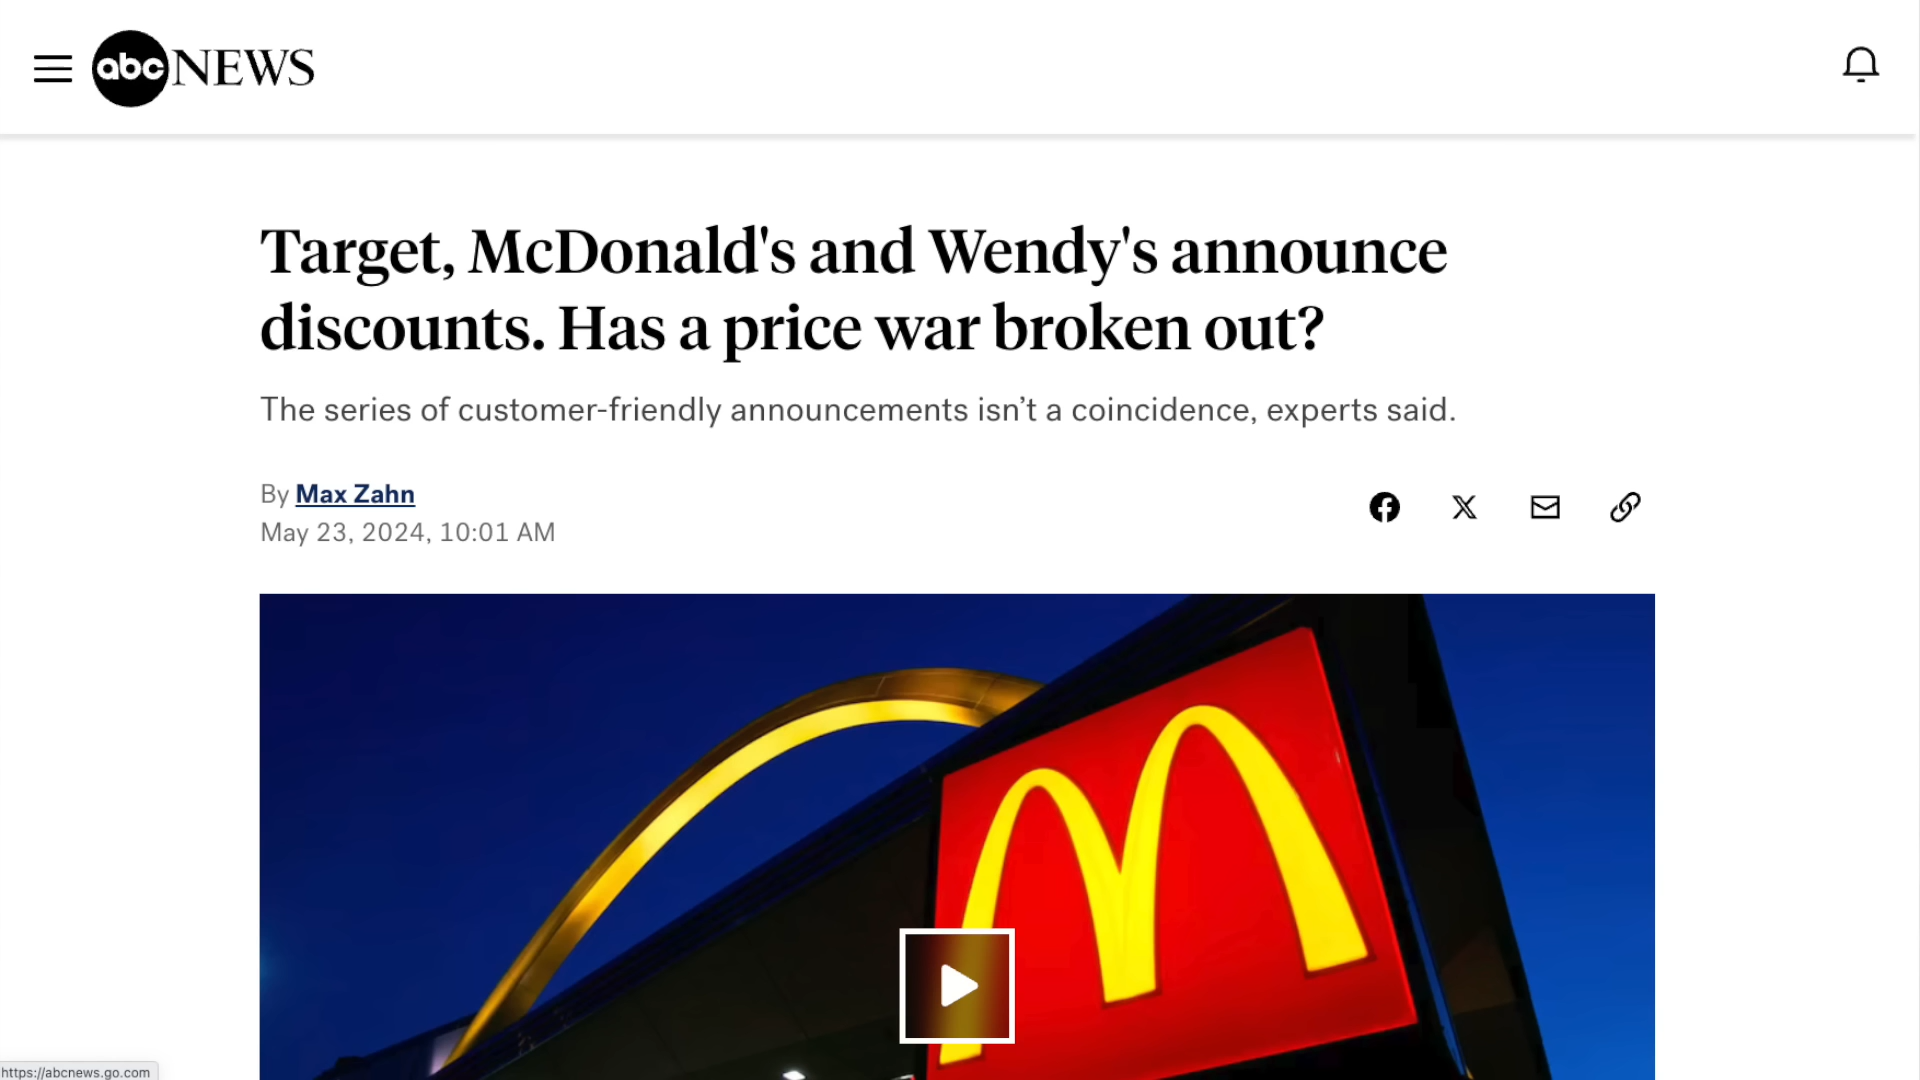 abc NEWS
Target, McDonald's and Wendy's announce
discounts. Has a price war broken out?
The series of customer-friendly announcements isn’t a coincidence, experts said.
By Max Zahn
May 23, 2024, 10:01 AM
https://abcnews.go.com